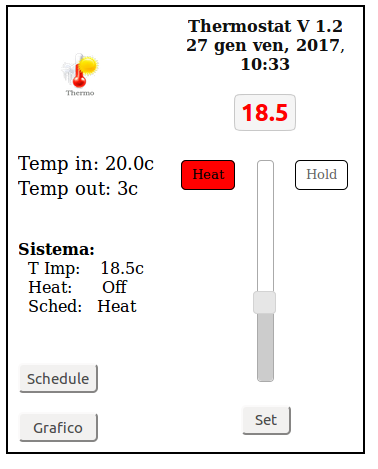 Thermo
Thermostat V 1.2
27 gen ven, 2017,
10:33
18.5
Temp in: 20.0c
Temp out: 3c
Heat
Hold
Sistema:
T Imp: 18.5c
Heat: Off
Sched: Heat
Schedule
Grafico
Set